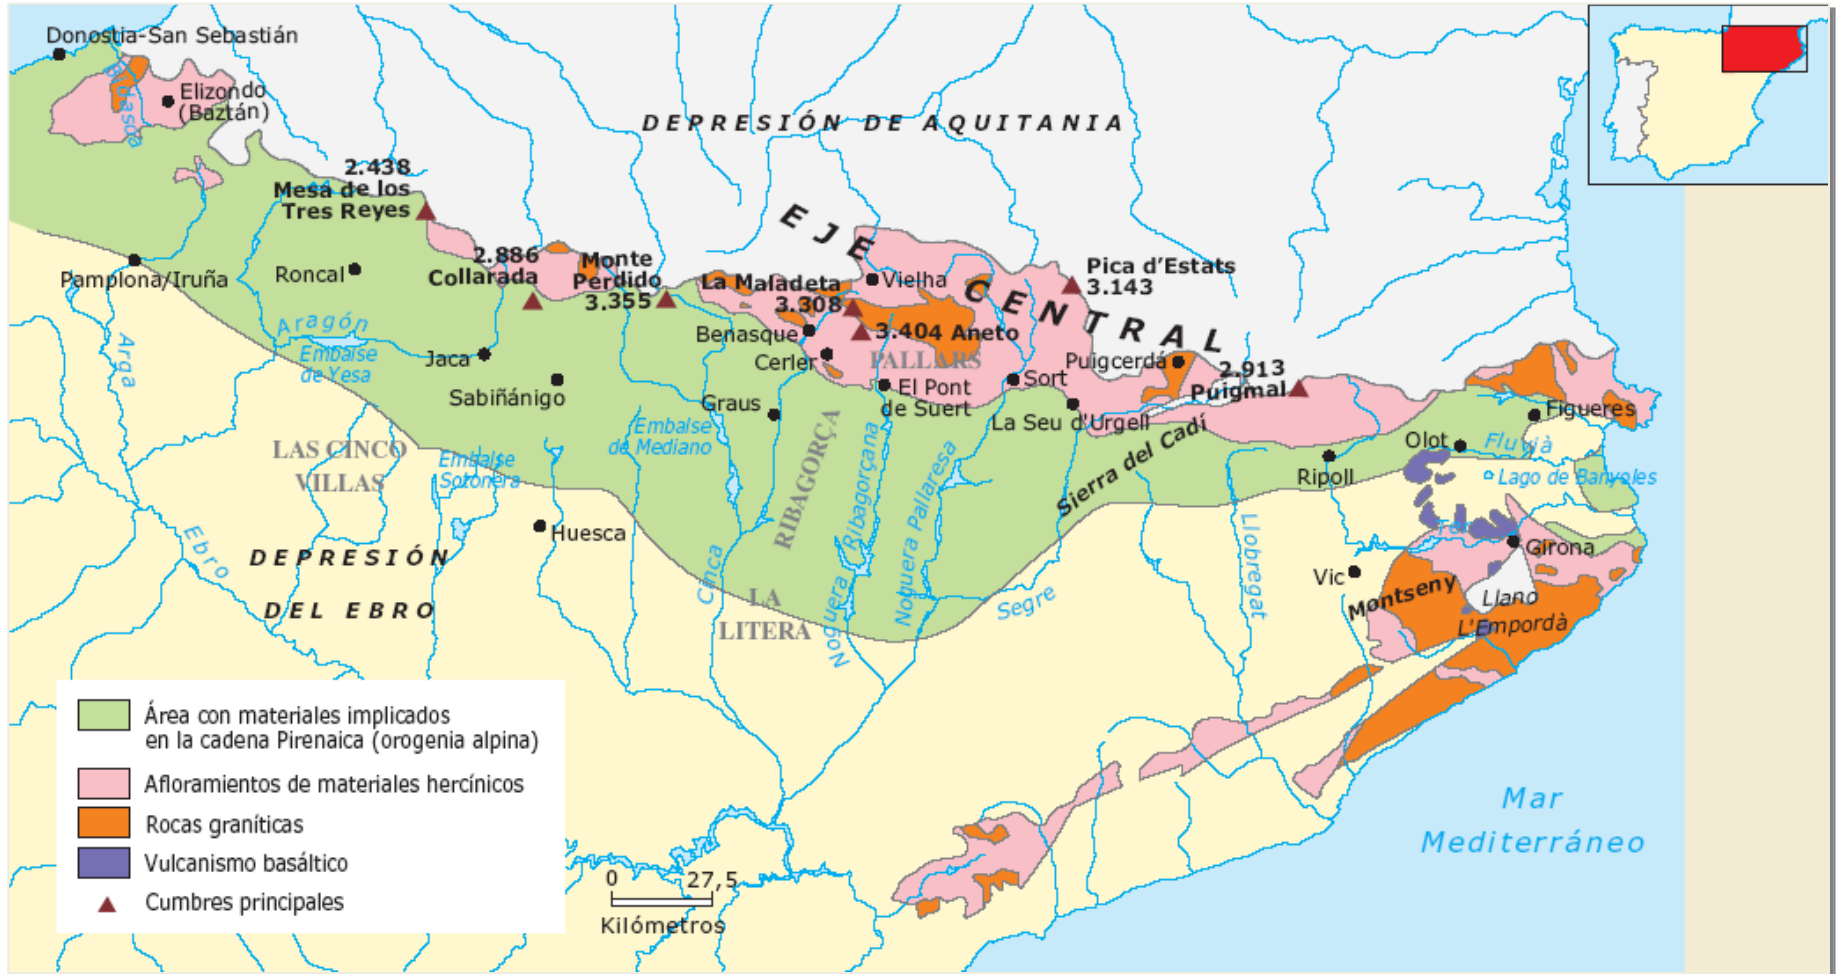 Donostia-San Sebastián
Bidasoa
Elizondo
(Baztán)
DEPRESIÓN DE AQUITANIA
2.438
Mesa de los
Tres Reyes
EJE
CENTRAL
2.886
Collarada
Monte
Perdido
3.355
La Maladeta
3.308
Vielha
Pica d'Estats
3.143
Pamplona/Iruña
Roncal
Benasque
3.404 Aneto
Cerler
PALLARS
Puigcerdá
2.913
Puigmal
Aragón
Arga
Embalse
de Yesa
Jaca
Sabiñánigo
Graus
El Pont
de Suert
Sort
La Seu d'Urgell
Figueres
Embalse
de Mediano
RIBAGORÇA
Sierra del Cadí
Olot
Fluvià
LAS CINCO
VILLAS
Embalse
Sotonera
Ripoll
Lago de Banyoles
Huesca
Ebro
DEPRESIÓN
DEL EBRO
Cinca
LA
LITERA
Noguera Ribagorçana
Noguera Pallaresa
Segre
Llobregat
Ter
Girona
Vic
Montseny
Llano
L'Empordà
Mar
Mediterráneo
Área con materiales implicados
en la cadena Pirenaica (orogenia alpina)
Afloramientos de materiales hercínicos
Rocas graníticas
Vulcanismo basáltico
Cumbres principales
0 27,5
Kilómetros